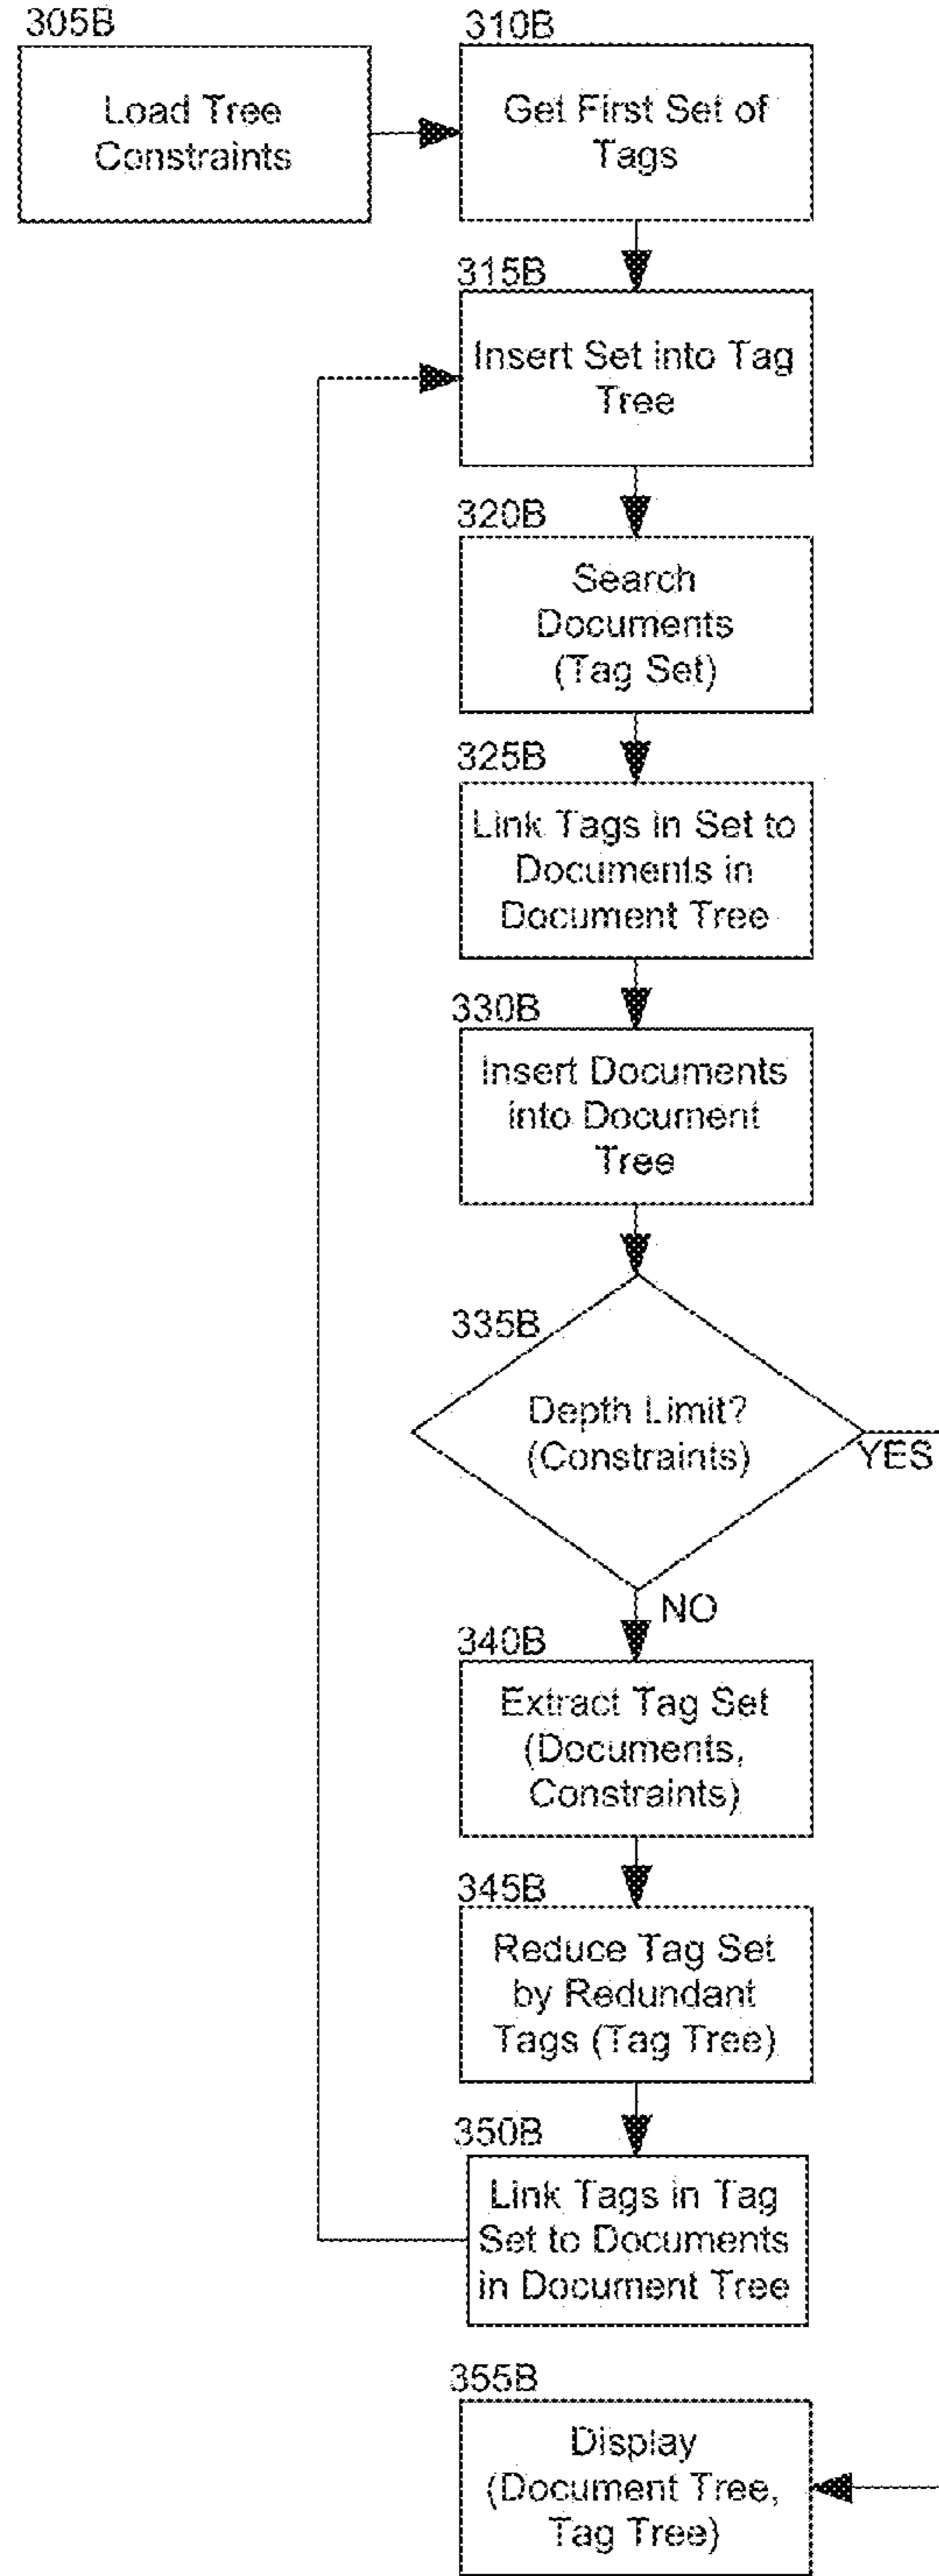 305B
Load Tree
Constraints
310B
Get First Set of
Tags
315B
Insert Set into Tag
Tree
320B
Search
Documents
(Tag Set)
325B
Link Tags in Set to
Documents in
Document Tree
330B
Insert Documents
into Document
Tree
335B
Depth Limit?
(Constraints)
YES
NO
340B
Extract Tag Set
(Documents,
Constraints)
345B
Reduce Tag Set
by Redundant
Tags (Tag Tree)
350B
Link Tags in Tag
Set to Documents
in Document Tree
355B
Display
(Document Tree,
Tag Tree)